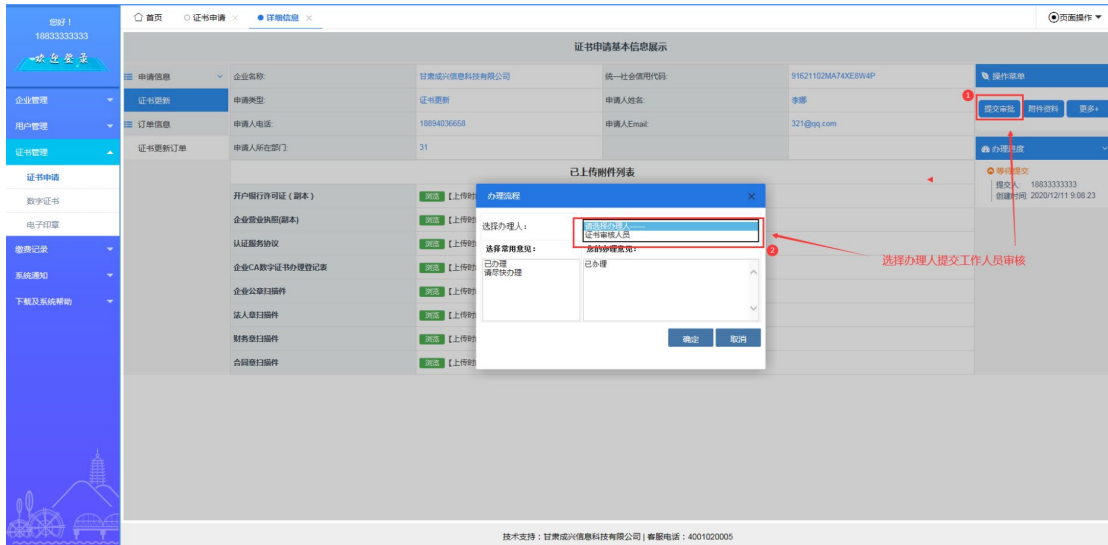 您好！
18833333333
欢迎登录
首页
证书申请 ×
详细信息 ×
页面操作
证书申请基本信息展示
企业管理
用户管理
证书管理
证书申请
数字证书
电子印章
缴费记录
系统通知
下载及系统帮助
申请信息
证书更新
订单信息
证书更新订单
企业名称: 甘肃成兴信息科技有限公司 统一社会信用代码: 91621102MA74XE8W4P
申请类型: 证书更新 申请人姓名: 李娜
申请人电话: 18894036658 申请人Email: 321@qq.com
申请人所在部门: 31
已上传附件列表
开户银行许可证（副本） 浏览 【上传时
企业营业执照(副本) 浏览 【上传时
认证服务协议 浏览 【上传时
企业CA数字证书办理登记表 浏览 【上传时
企业公章扫描件 浏览 【上传时
法人章扫描件 浏览 【上传时
财务章扫描件 浏览 【上传时
合同章扫描件 浏览 【上传时
办理流程 ×
选择办理人：
请选择办理人-----
证书审核人员
2
选择常用意见： 您的办理意见：
已办理
请尽快办理
已办理
确定 取消
操作菜单
1
提交审批 附件资料 更多+
办理进度
等待提交
提交人: 18833333333
创建时间: 2020/12/11 9:08:23
选择办理人提交工作人员审核
技术支持：甘肃成兴信息科技有限公司 | 客服电话：4001020005